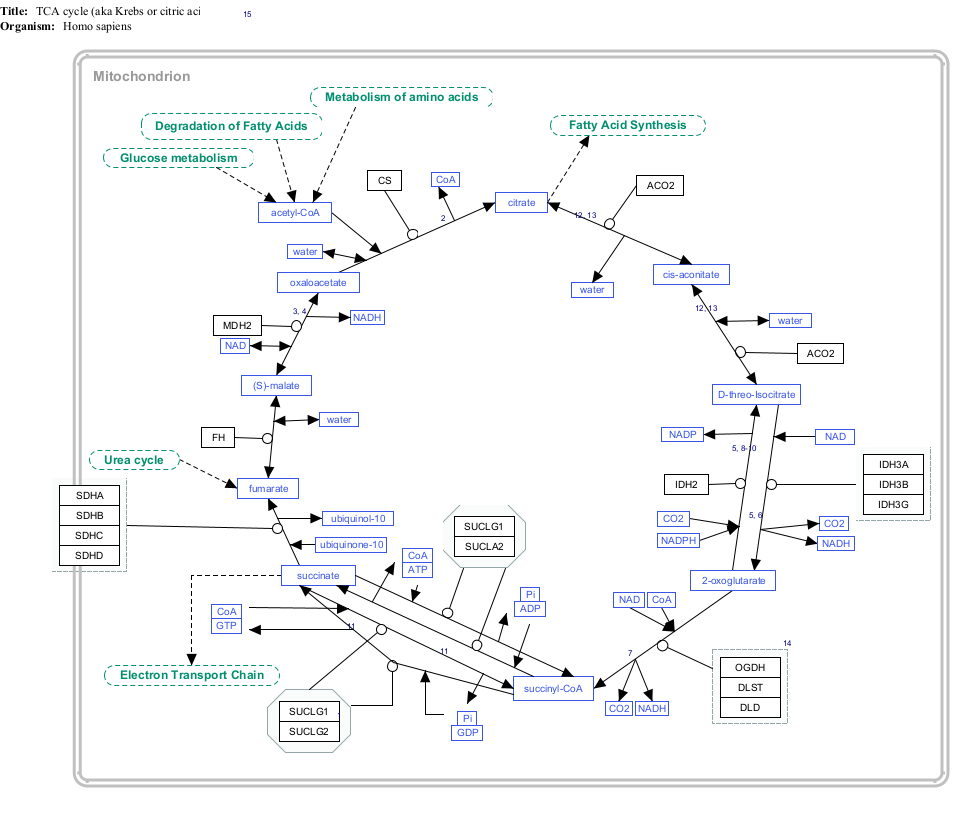 Title: TCA cycle (aka Krebs or citric aci
15
Organism: Homo sapiens
Mitochondrion
Metabolism of amino acids
Degradation of Fatty Acids
Fatty Acid Synthesis
Glucose metabolism
CS
CoA
ACO2
citrate
acetyl-CoA
2
12, 13
water
oxaloacetate
cis-aconitate
water
3, 4
NADH
12, 13
water
MDH2
NAD
ACO2
(S)-malate
D-threo-Isocitrate
water
FH
NADP
NAD
5, 8-10
Urea cycle
IDH3A
IDH3B
IDH3G
fumarate
IDH2
SDHA
SDHB
SDHC
SDHD
ubiquinol-10
ubiquinone-10
SUCLG1
SUCLA2
CO2
NADPH
5, 6
CO2
NADH
CoA
ATP
succinate
2-oxoglutarate
Pi
ADP
NAD
CoA
CoA
GTP
11
11
7
14
Electron Transport Chain
succinyl-CoA
OGDH
DLST
DLD
SUCLG1
SUCLG2
CO2
NADH
Pi
GDP